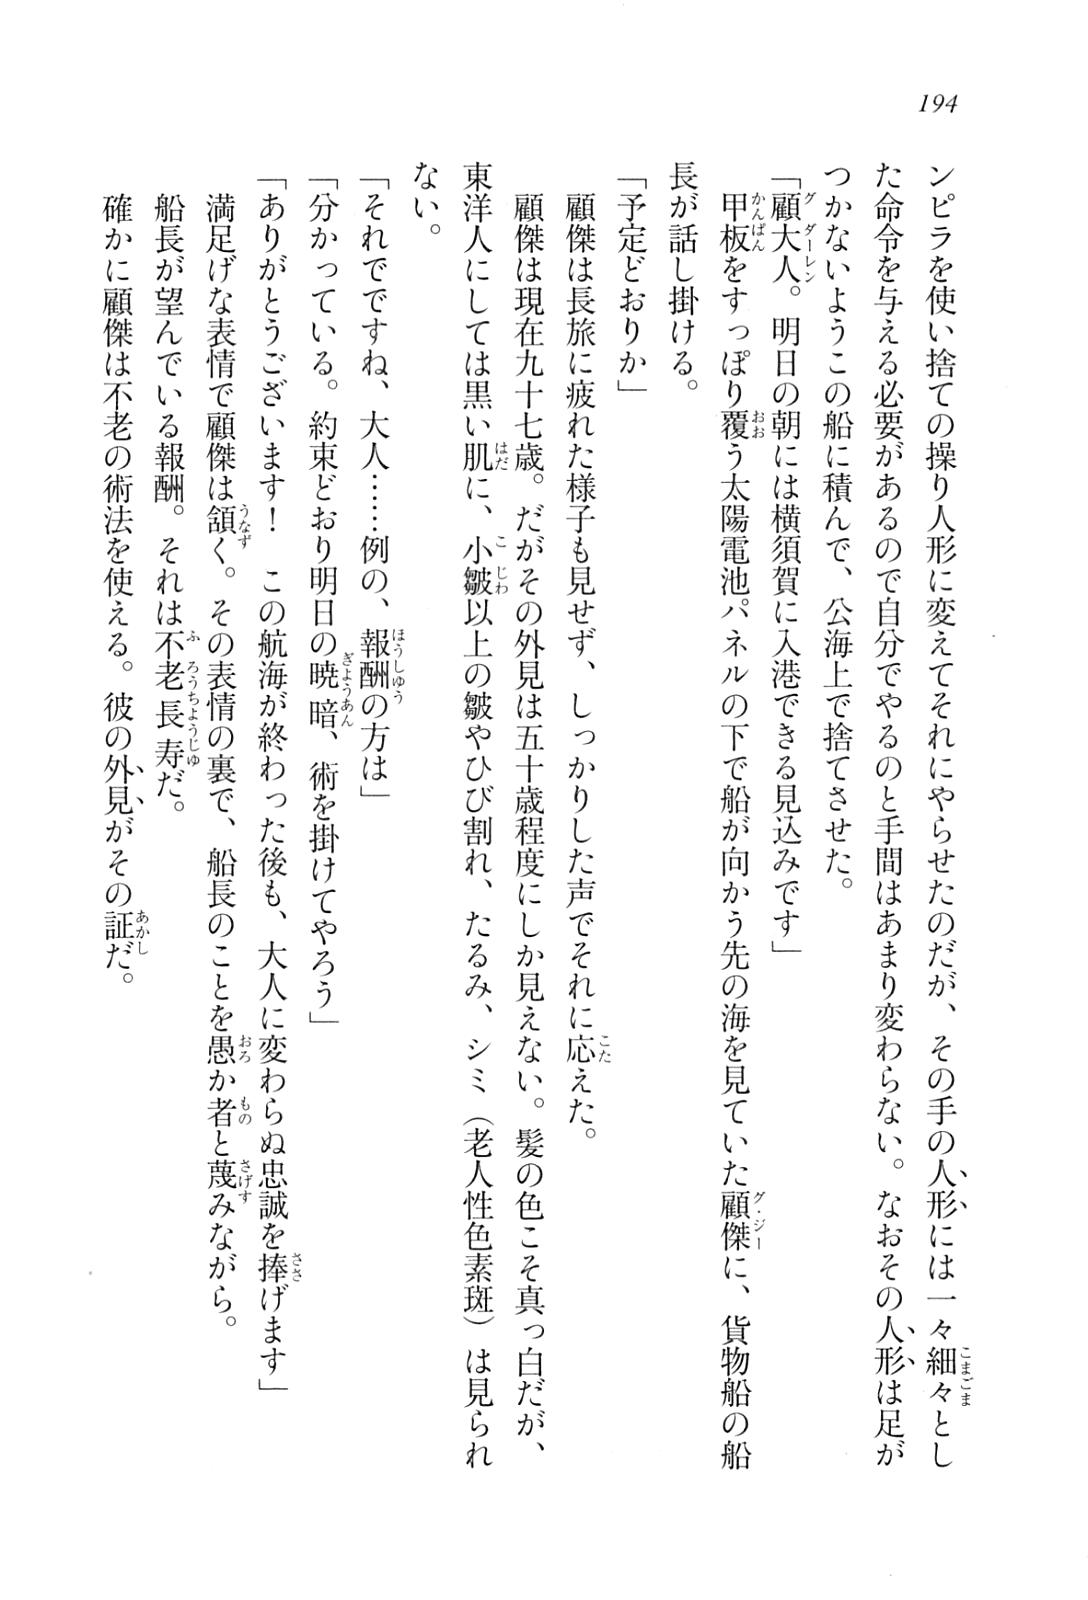 194
ンピラを使い捨ての操り人形に変えてそれにやらせたのだが、その手の人形には一々細々とし
た命令を与える必要があるので自分でやるのと手間はあまり変わらない。なおその人形は足が
つかないようこの船に積んで、公海上で捨てさせた。
「顧大人。明日の朝には横須賀に入港できる見込みです」
甲板をすっぽり覆う太陽電池パネルの下で船が向かう先の海を見ていた顧傑に、貨物船の船
長が話し掛ける。
「予定どおりか」
顧傑は長旅に疲れた様子も見せず、しっかりした声でそれに応えた。
顧傑は現在九十七歳。だがその外見は五十歳程度にしか見えない。髪の色こそ真っ白だが、
東洋人にしては黒い肌に、小皺以上の皺やひび割れ、たるみ、シミ（老人性色素斑）は見られ
ない。
「それでですね、大人……例の、報酬の方は」
「分かっている。約束どおり明日の暁暗、術を掛けてやろう」
「ありがとうございます！　この航海が終わった後も、大人に変わらぬ忠誠を捧げます」
満足げな表情で顧傑は頷く。その表情の裏で、船長のことを愚か者と蔑みながら。
船長が望んでいる報酬。それは不老長寿だ。
確かに顧傑は不老の術法を使える。彼の外見がその証だ。